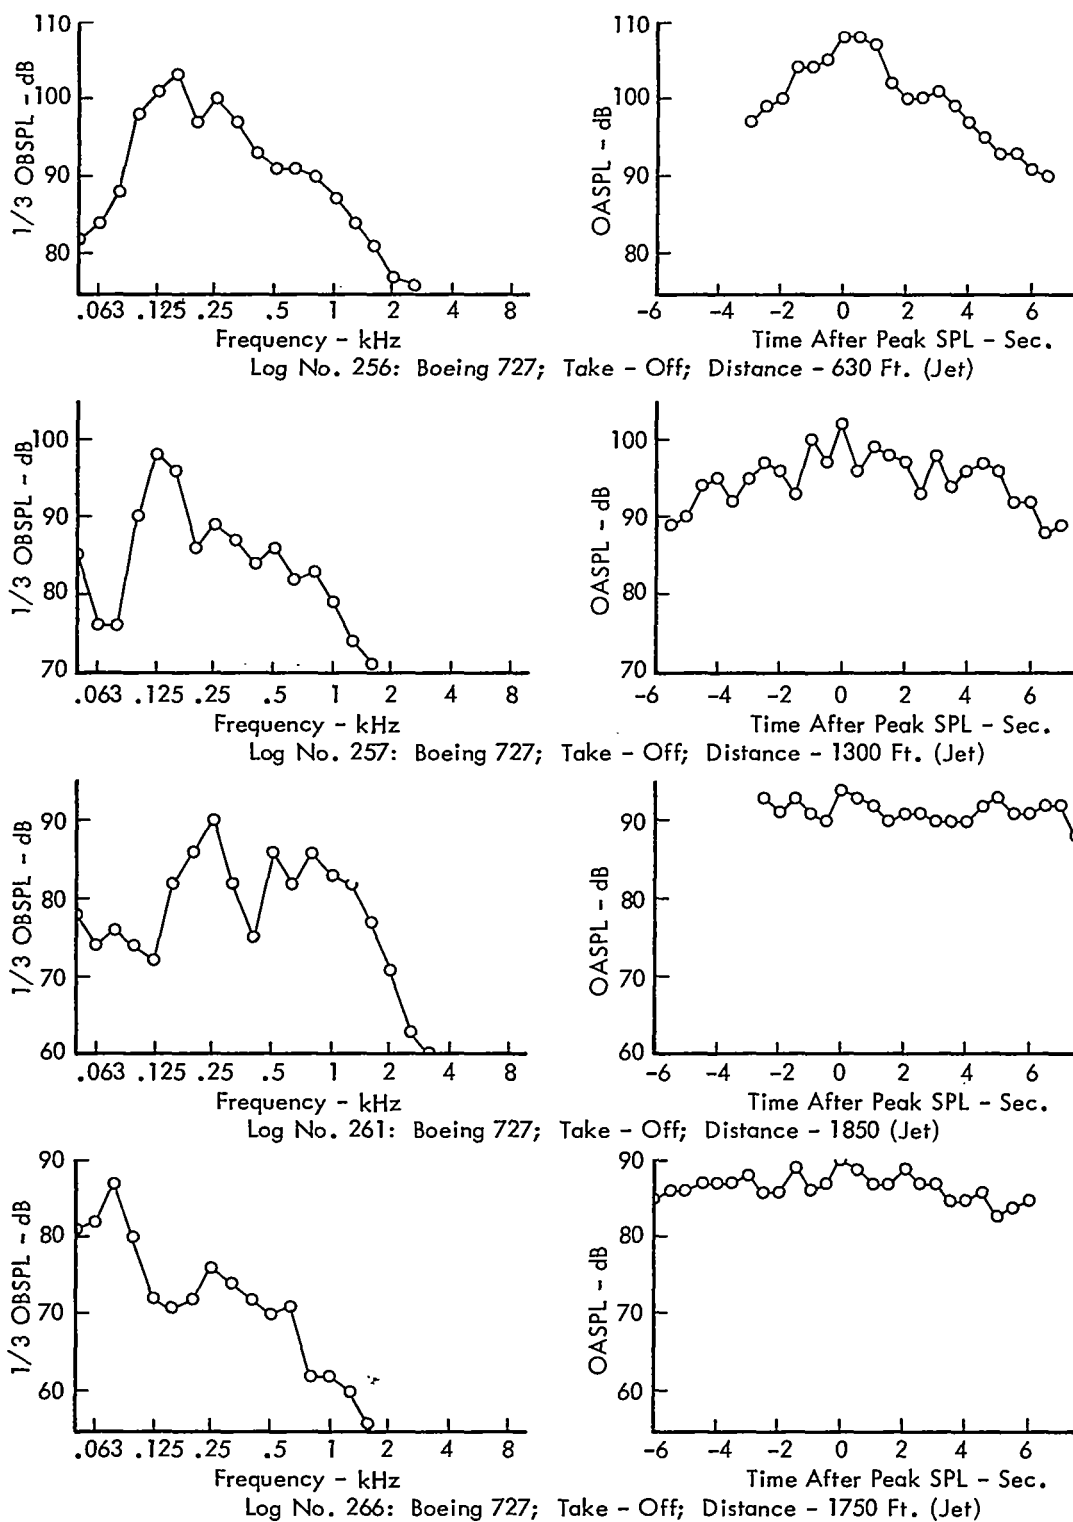 110
100
90
80
1/3 OBSPL - dB
.063 .125 .25 .5 1 2 4 8
Frequency - kHz
110
100
90
80
OASPL - dB
-6 -4 -2 0 2 4 6
Time After Peak SPL - Sec.
Log No. 256: Boeing 727; Take - Off; Distance - 630 Ft. (Jet)
100
90
80
70
1/3 OBSPL - dB
.063 .125 .25 .5 1 2 4 8
Frequency - kHz
100
90
80
70
OASPL - dB
-6 -4 -2 0 2 4 6
Time After Peak SPL - Sec.
Log No. 257: Boeing 727; Take - Off; Distance - 1300 Ft. (Jet)
90
80
70
60
1/3 OBSPL - dB
.063 .125 .25 .5 1 2 4 8
Frequency - kHz
90
80
70
60
OASPL - dB
-6 -4 -2 0 2 4 6
Time After Peak SPL - Sec.
Log No. 261: Boeing 727; Take - Off; Distance - 1850 (Jet)
90
80
70
60
1/3 OBSPL - dB
.063 .125 .25 .5 1 2 4 8
Frequency - kHz
90
80
70
60
OASPL - dB
-6 -4 -2 0 2 4 6
Time After Peak SPL - Sec.
Log No. 266: Boeing 727; Take - Off; Distance - 1750 Ft. (Jet)